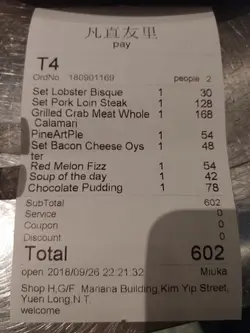 凡直友里
pay
T4
OrdNo 180901169 people 2
Set Lobster Bisque 1 30
Set Pork Loin Steak 1 128
Grilled Crab Meat Whole 1 168
Calamari
PineArtPie 1 54
Set Bacon Cheese Oys 1 48
ter
Red Melon Fizz 1 54
Soup of the day 1 42
Chocolate Pudding 1 78
SubTotal 602
Service 0
Coupon 0
Discount 0
Total 602
open 2018/09/26 22:21:32 Miuka
Shop H,G/F. Manana Building,Kim Yip Street,
Yuen Long,N.T.
welcome